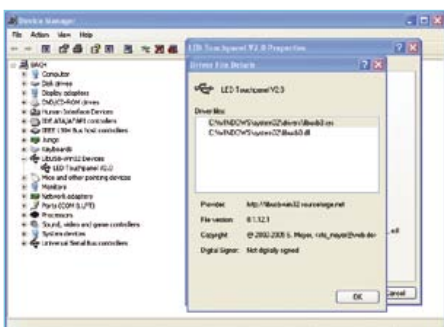 Device Manager
File Action View Help
BACH
Computer
Disk drives
Display adapters
DVD/CD-ROM drives
Human Interface Devices
IDE ATA/ATAPI controllers
IEEE 1394 Bus host controllers
Jungo
Keyboards
LibUSB-Win32 Devices
LED-Touchpanel V2.0
Mice and other pointing devices
Monitors
Network adapters
Ports (COM & LPT)
Processors
Sound, video and game controllers
System devices
Universal Serial Bus controllers
LED-Touchpanel V2.0 Properties
Driver File Details
LED-Touchpanel V2.0
Driver files:
C:\WINDOWS\system32\drivers\libusb0.sys
C:\WINDOWS\system32\libusb0.dll
Provider: http://libusb-win32.sourceforge.net
File version: 0.1.12.1
Copyright: © 2002-2005 S. Meyer,
Digital Signer: Not digitally signed
OK
Cancel